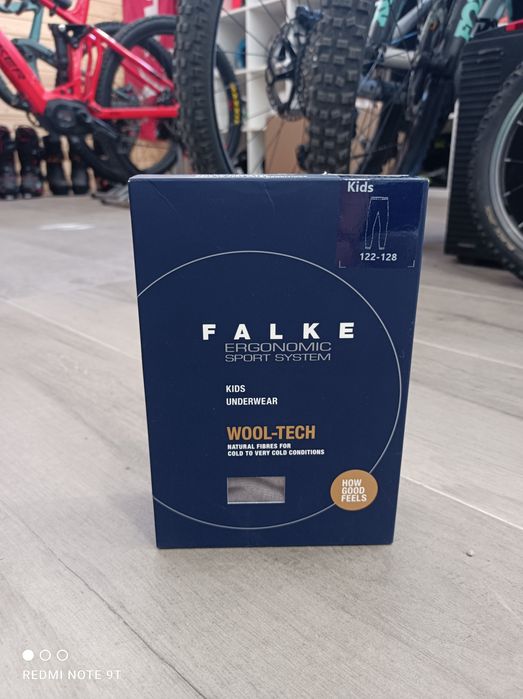 Kids
122-128
FALKE
ERGONOMIC
SPORT SYSTEM
KIDS
UNDERWEAR
WOOL-TECH
NATURAL FIBRES FOR
COLD TO VERY COLD CONDITIONS
HOW
GOOD
FEELS
REDMI NOTE 9T